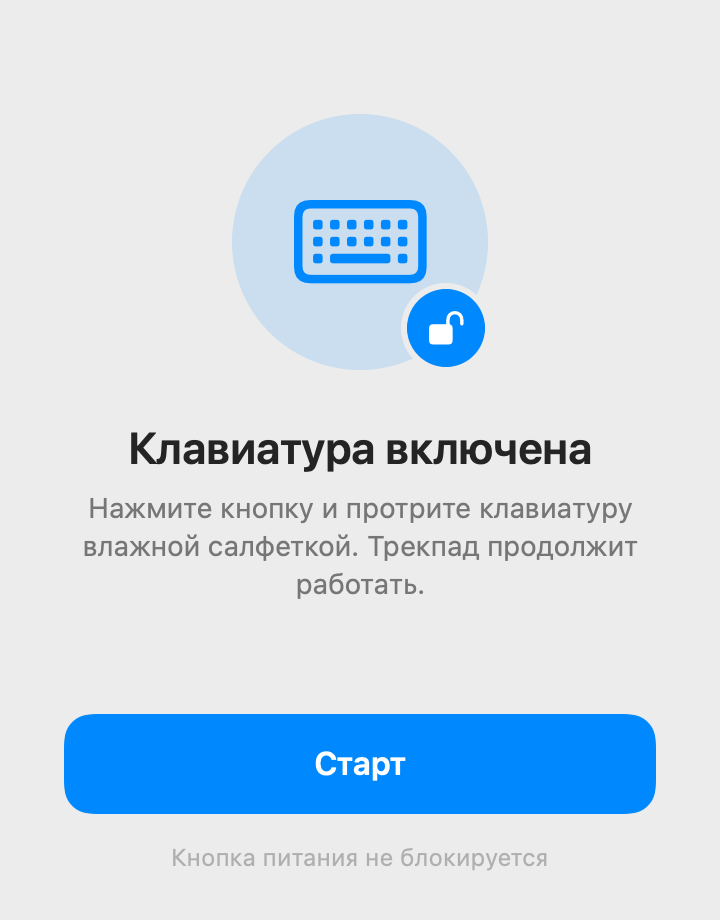 Клавиатура включена
Нажмите кнопку и протрите клавиатуру
влажной салфеткой. Трекпад продолжит
работать.
Старт
Кнопка питания не блокируется